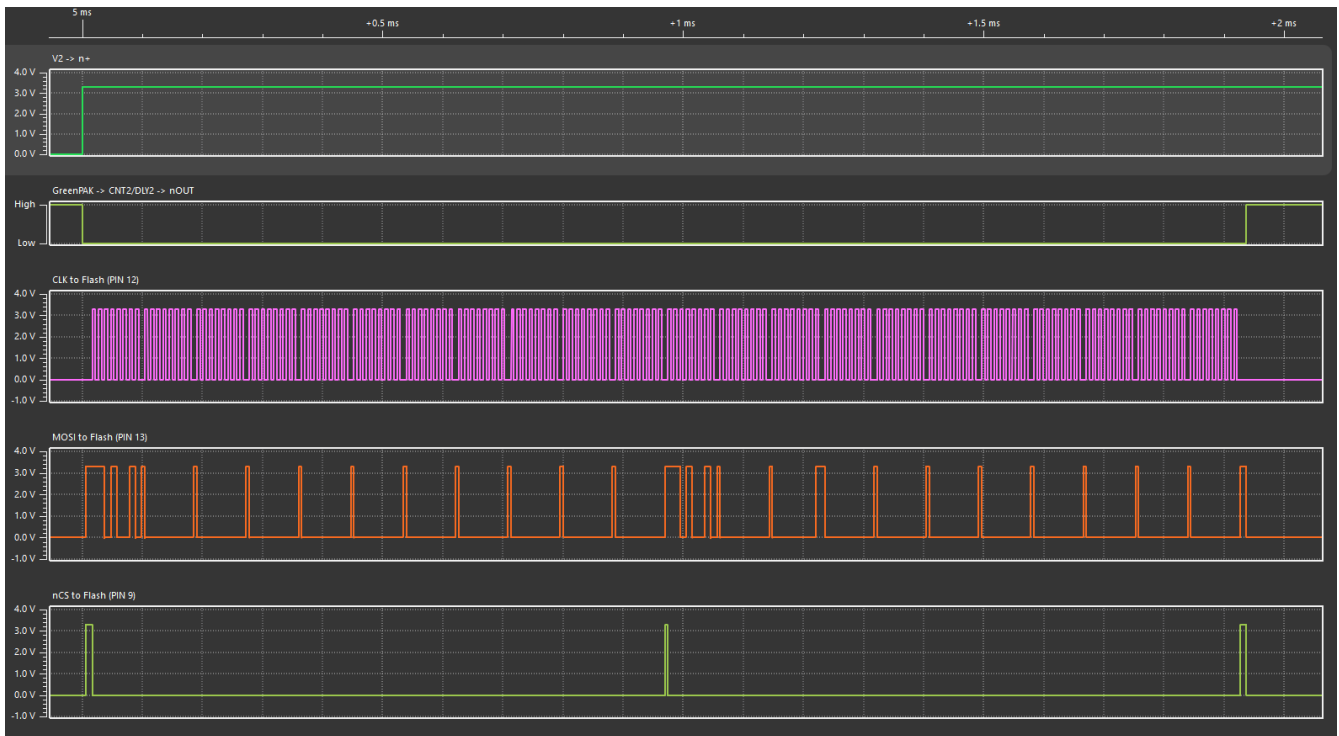 5 ms
+0.5 ms
+1 ms
+1.5 ms
+2 ms
V2 -> n+
4.0 V
3.0 V
2.0 V
1.0 V
0.0 V
GreenPAK -> CNT2/DLY2 -> nOUT
High
Low
CLK to Flash (PIN 12)
4.0 V
3.0 V
2.0 V
1.0 V
0.0 V
-1.0 V
MOSI to Flash (PIN 13)
4.0 V
3.0 V
2.0 V
1.0 V
0.0 V
-1.0 V
nCS to Flash (PIN 9)
4.0 V
3.0 V
2.0 V
1.0 V
0.0 V
-1.0 V